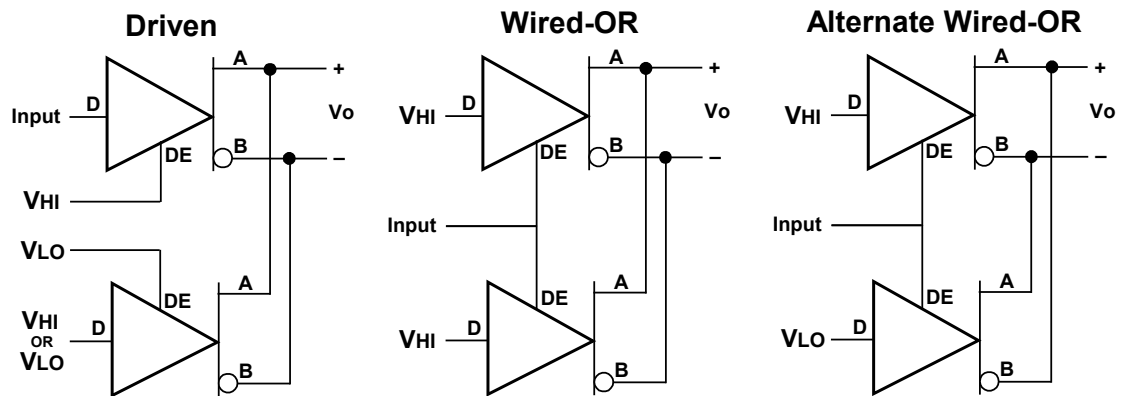 Driven
A
+
Input
D
Vo
B
DE
−
VHI
VLO
A
DE
VHI
OR
VLO
D
B
Wired-OR
A
+
VHI
D
Vo
B
DE
−
Input
A
DE
VHI
D
B
Alternate Wired-OR
A
+
VHI
D
Vo
B
DE
−
Input
A
DE
VLO
D
B